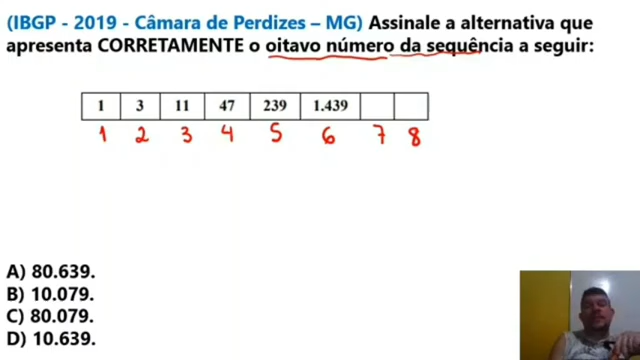 (IBGP - 2019 - Câmara de Perdizes – MG) Assinale a alternativa que
apresenta CORRETAMENTE o oitavo número da sequência a seguir:
1 3 11 47 239 1.439
1 2 3 4 5 6 7 8
A) 80.639.
B) 10.079.
C) 80.079.
D) 10.639.